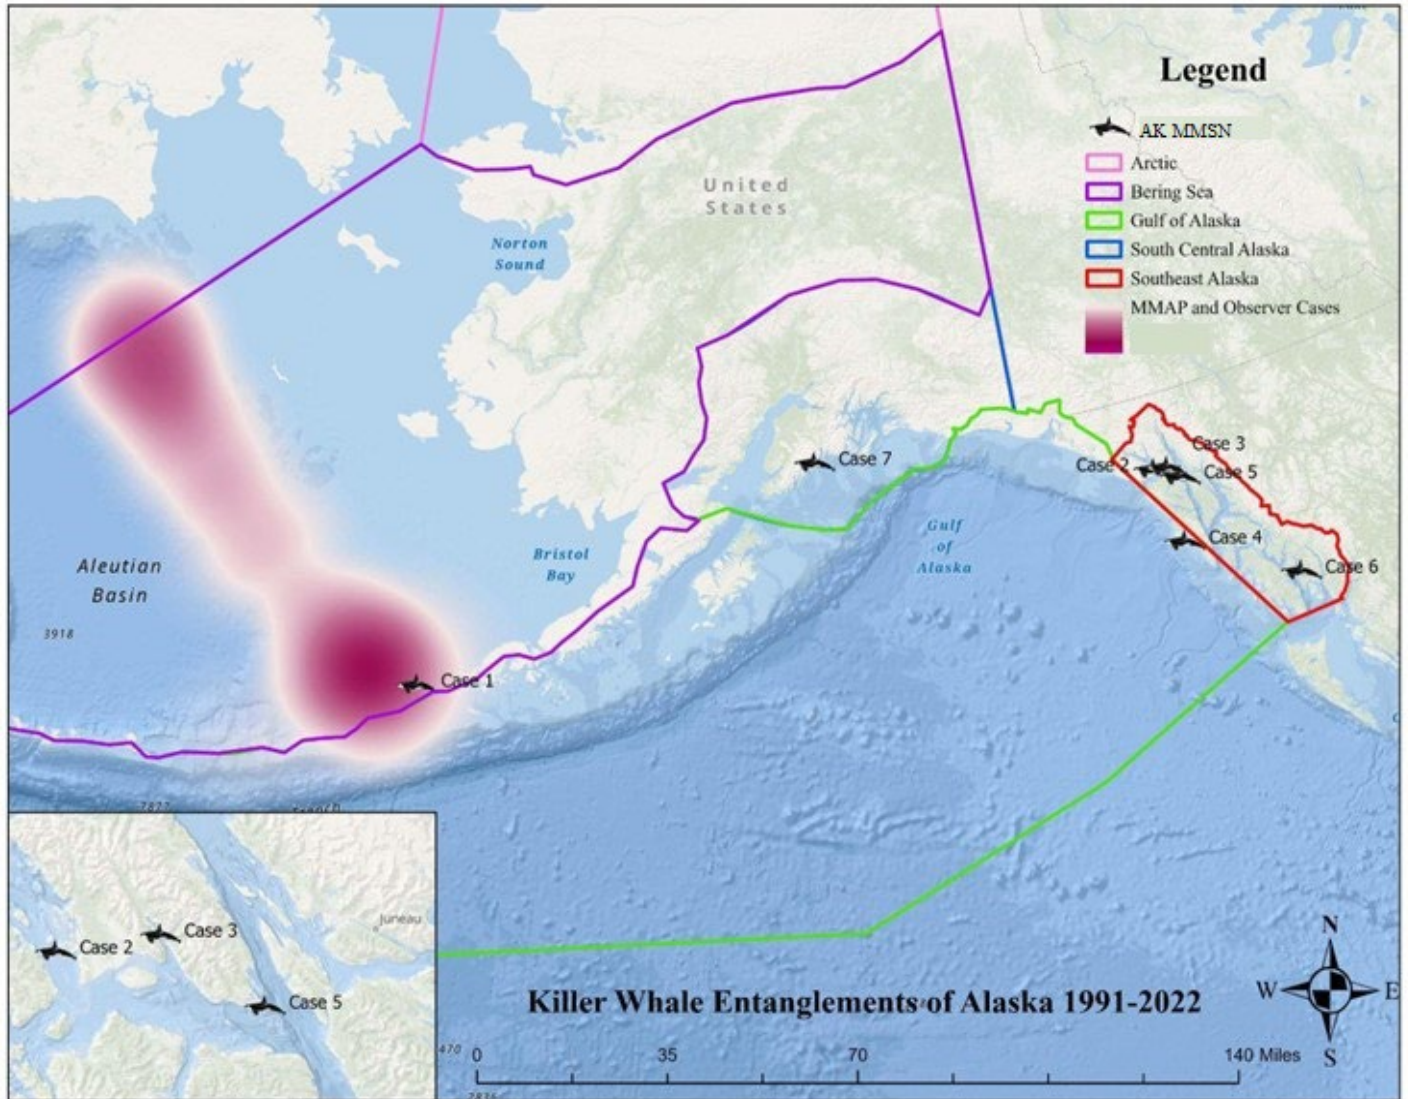 Legend
AK MMSN
Arctic
Bering Sea
Gulf of Alaska
South Central Alaska
Southeast Alaska
MMAP and Observer Cases
United
States
Norton
Sound
Case 3
Case 7
Case 2
Case 5
Gulf
of
Alaska
Case 4
Bristol
Bay
Aleutian
Basin
Case 6
3918
Case 1
7822
Trench
Juneau
Case 3
Case 2
Case 5
N
W
E
S
Killer Whale Entanglements of Alaska 1991-2022
470
0
35
70
140 Miles